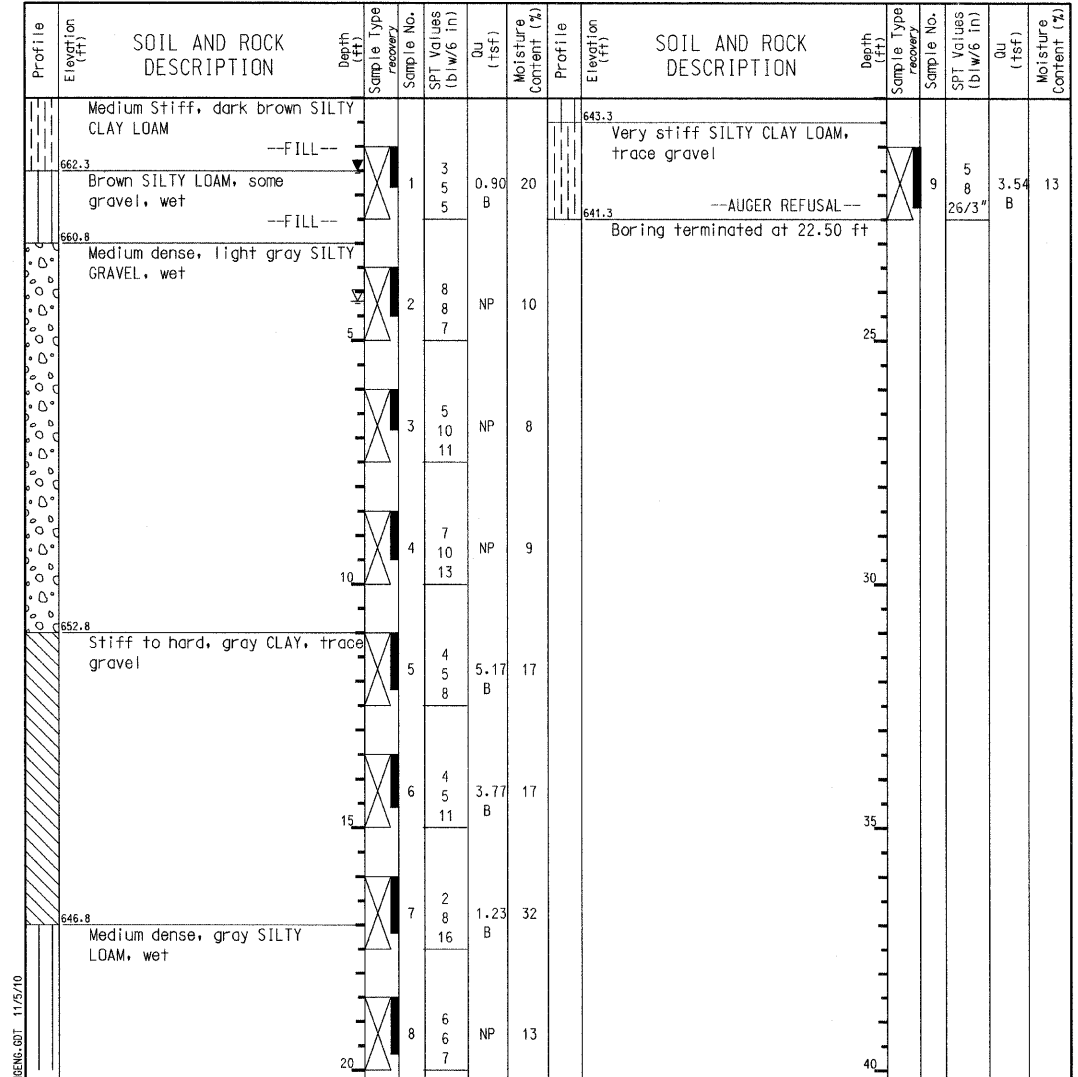 Profile
Elevation (ft)
SOIL AND ROCK
DESCRIPTION
Depth (ft)
Sample Type
recovery
Sample No.
SPT Values (blw/6 in)
Qu (tsf)
Moisture Content (%)
Profile
Elevation (ft)
SOIL AND ROCK
DESCRIPTION
Depth (ft)
Sample Type
recovery
Sample No.
SPT Values (blw/6 in)
Qu (tsf)
Moisture Content (%)
Medium Stiff, dark brown SILTY
CLAY LOAM
--FILL--
662.3
1
3
5
5
0.90
B
20
Brown SILTY LOAM, some
gravel, wet
--FILL--
660.8
Medium dense, light gray SILTY
GRAVEL, wet
2
8
8
7
NP
10
5
3
5
10
11
NP
8
4
7
10
13
NP
9
10
652.8
Stiff to hard, gray CLAY, trace
gravel
5
4
5
8
5.17
B
17
6
4
5
11
3.77
B
17
15
7
2
8
16
1.23
B
32
646.8
Medium dense, gray SILTY
LOAM, wet
8
6
6
7
NP
13
20
643.3
Very stiff SILTY CLAY LOAM,
trace gravel
9
5
8
26/3"
3.54
B
13
--AUGER REFUSAL--
641.3
Boring terminated at 22.50 ft
25
30
35
40
GENG.GDT 11/5/10